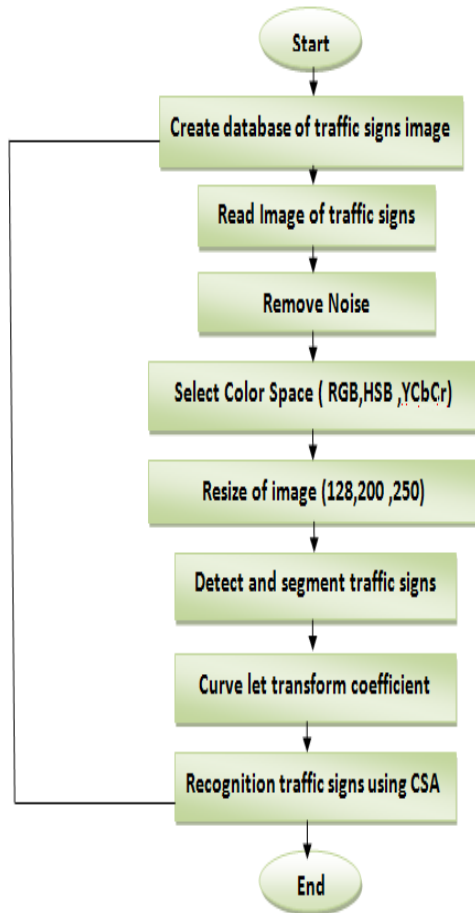 Start
Create database of traffic signs image
Read Image of traffic signs
Remove Noise
Select Color Space ( RGB,HSB ,YCbCr)
Resize of image (128,200 ,250)
Detect and segment traffic signs
Curve let transform coefficient
Recognition traffic signs using CSA
End